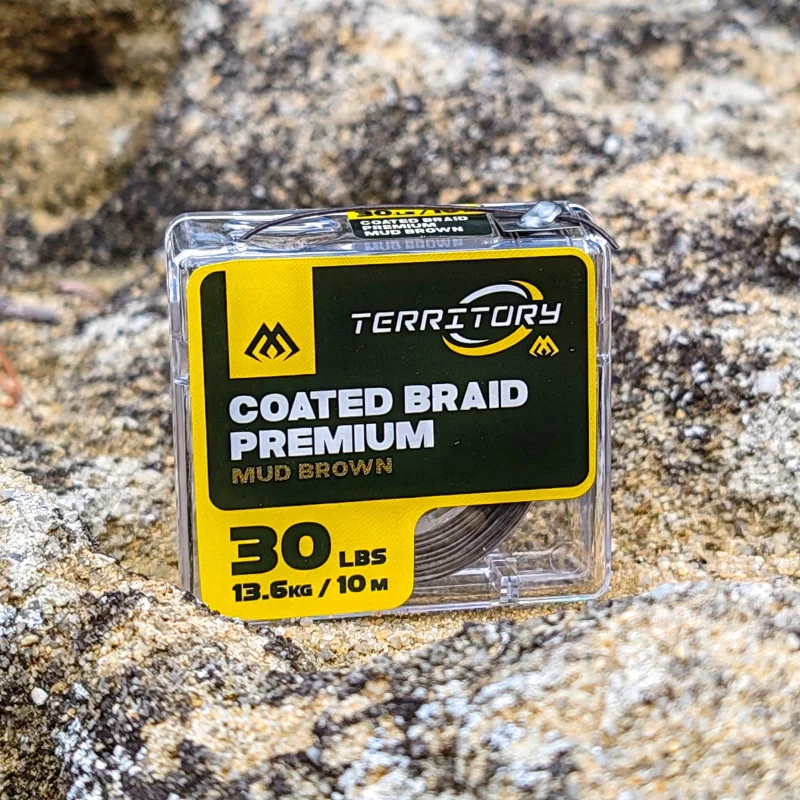 COATED BRAID
PREMIUM
MUD BROWN
TERRITORY
COATED BRAID
PREMIUM
MUD BROWN
30 LBS
13.6KG / 10 M